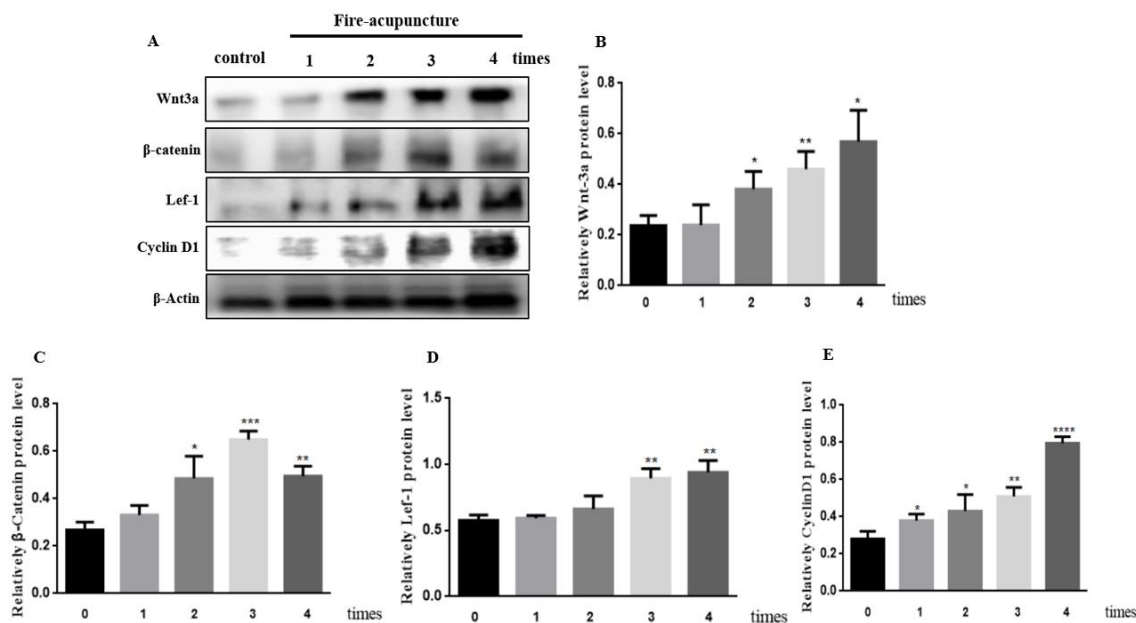 Fire-acupuncture
A
control 1 2 3 4 times
Wnt3a
β-catenin
Lef-1
Cyclin D1
β-Actin
B
Relatively Wnt-3a protein level
0.8
0.6
0.4
0.2
0.0
* ** *
0 1 2 3 4 times
C
Relatively β-Catenin protein level
0.8
0.6
0.4
0.2
0.0
* *** **
0 1 2 3 4 times
D
Relatively Lef-1 protein level
1.5
1.0
0.5
0.0
** **
0 1 2 3 4 times
E
Relatively CyclinD1 protein level
1.0
0.8
0.6
0.4
0.2
0.0
* * ** ****
0 1 2 3 4 times